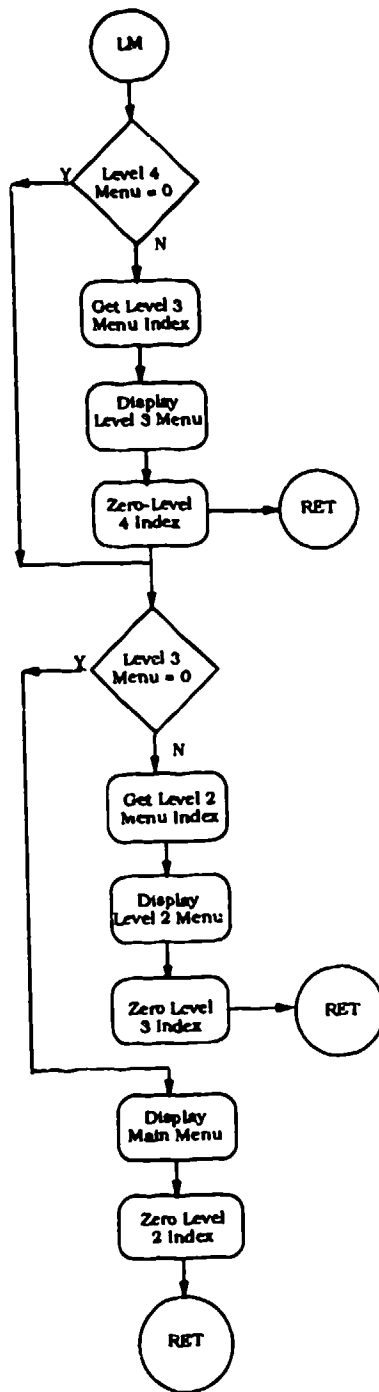 LM
Level 4
Menu = 0
Y
N
Get Level 3
Menu Index
Display
Level 3 Menu
Zero-Level
4 Index
RET
Level 3
Menu = 0
Y
N
Get Level 2
Menu Index
Display
Level 2 Menu
Zero Level
3 Index
RET
Display
Main Menu
Zero Level
2 Index
RET